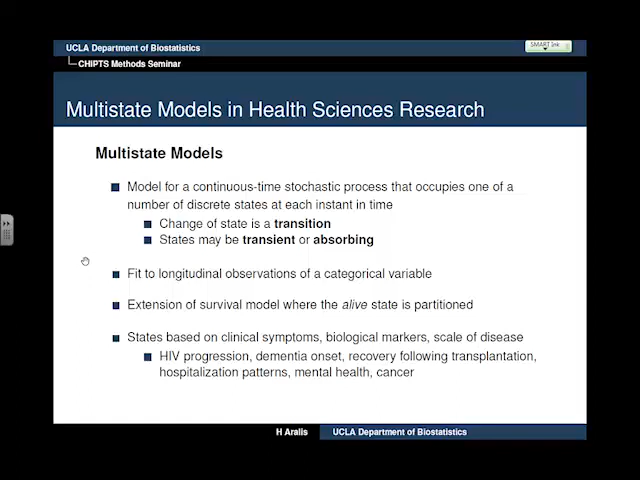 UCLA Department of Biostatistics
SMART Ink
CHIPTS Methods Seminar
Multistate Models in Health Sciences Research
Multistate Models
Model for a continuous-time stochastic process that occupies one of a
number of discrete states at each instant in time
Change of state is a transition
States may be transient or absorbing
Fit to longitudinal observations of a categorical variable
Extension of survival model where the alive state is partitioned
States based on clinical symptoms, biological markers, scale of disease
HIV progression, dementia onset, recovery following transplantation,
hospitalization patterns, mental health, cancer
H Aralis
UCLA Department of Biostatistics